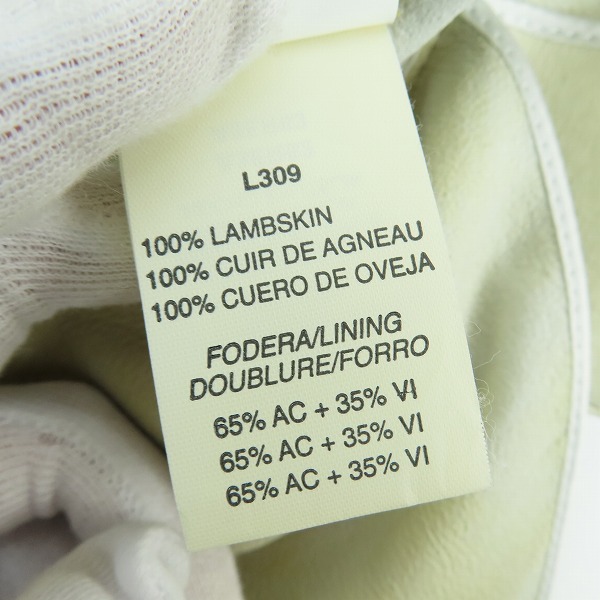 L309
100% LAMBSKIN
100% CUIR DE AGNEAU
100% CUERO DE OVEJA
FODERA/LINING
DOUBLURE/FORRO
65% AC + 35% VI
65% AC + 35% VI
65% AC + 35% VI